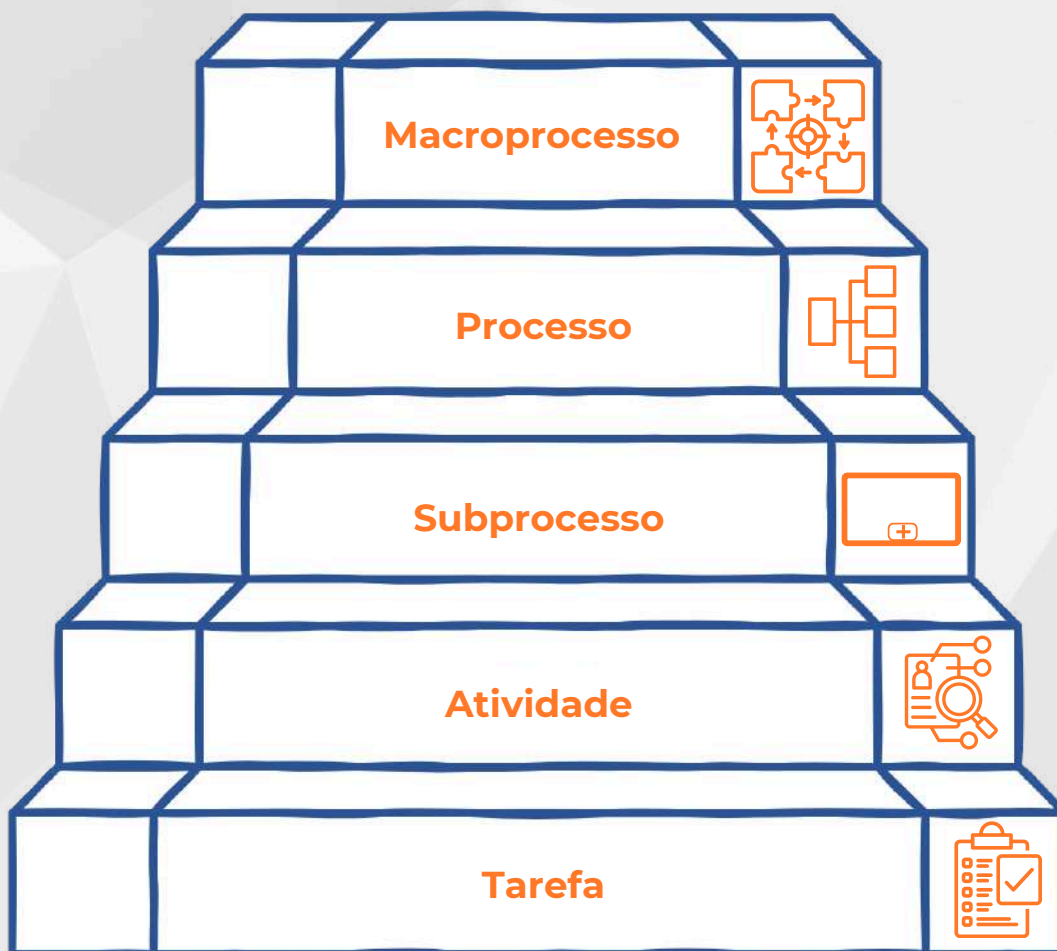 Macroprocesso
Processo
Subprocesso
Atividade
Tarefa